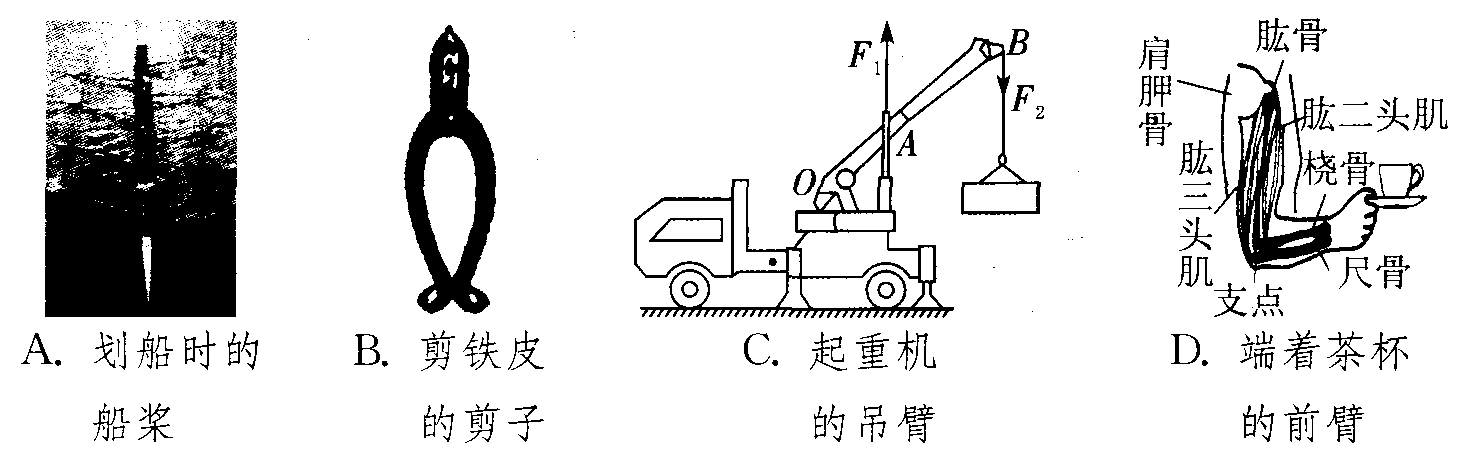 F₁
B
F₂
A
O
肩胛骨
肱骨
肱二头肌
桡骨
肱三头肌
尺骨
支点
A. 划船时的
船桨
B. 剪铁皮
的剪子
C. 起重机
的吊臂
D. 端着茶杯
的前臂